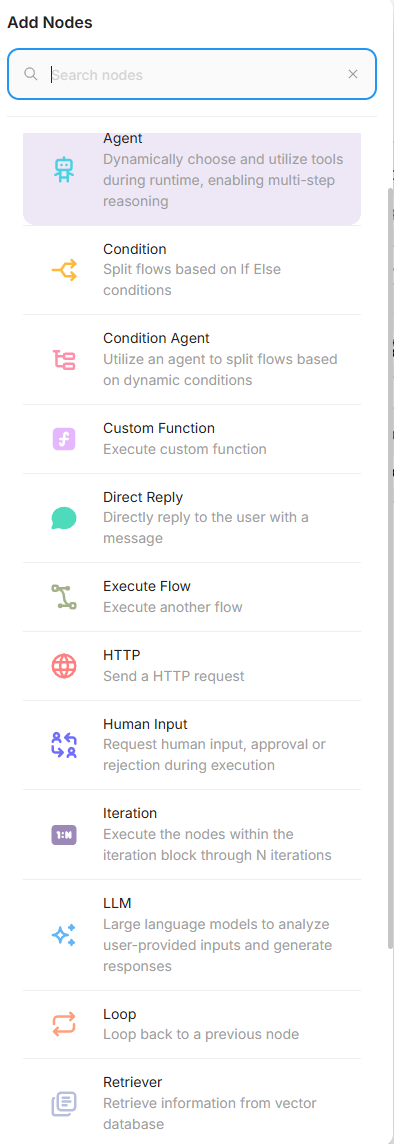 Add Nodes
Search nodes
Agent
Dynamically choose and utilize tools
during runtime, enabling multi-step
reasoning
Condition
Split flows based on If Else
conditions
Condition Agent
Utilize an agent to split flows based
on dynamic conditions
Custom Function
Execute custom function
Direct Reply
Directly reply to the user with a
message
Execute Flow
Execute another flow
HTTP
Send a HTTP request
Human Input
Request human input, approval or
rejection during execution
Iteration
1:N
Execute the nodes within the
iteration block through N iterations
LLM
Large language models to analyze
user-provided inputs and generate
responses
Loop
Loop back to a previous node
Retriever
Retrieve information from vector
database